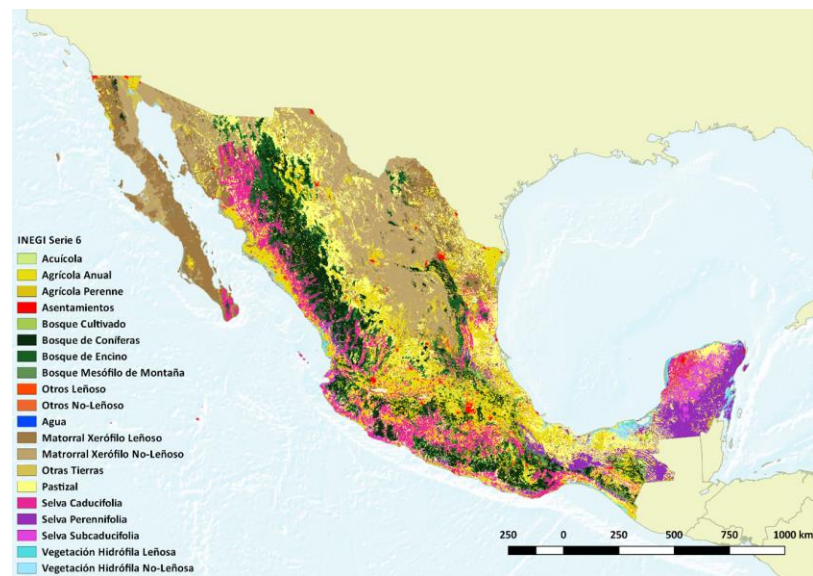 INEGI Serie 6
Acuícola
Agrícola Anual
Agrícola Perenne
Asentamientos
Bosque Cultivado
Bosque de Coníferas
Bosque de Encino
Bosque Mesófilo de Montaña
Otros Leñoso
Otros No-Leñoso
Agua
Matorral Xerófilo Leñoso
Matrorral Xerófilo No-Leñoso
Otras Tierras
Pastizal
Selva Caducifolia
Selva Perennifolia
Selva Subcaducifolia
Vegetación Hidrófila Leñosa
Vegetación Hidrófila No-Leñosa
250 0 250 500 750 1000 km